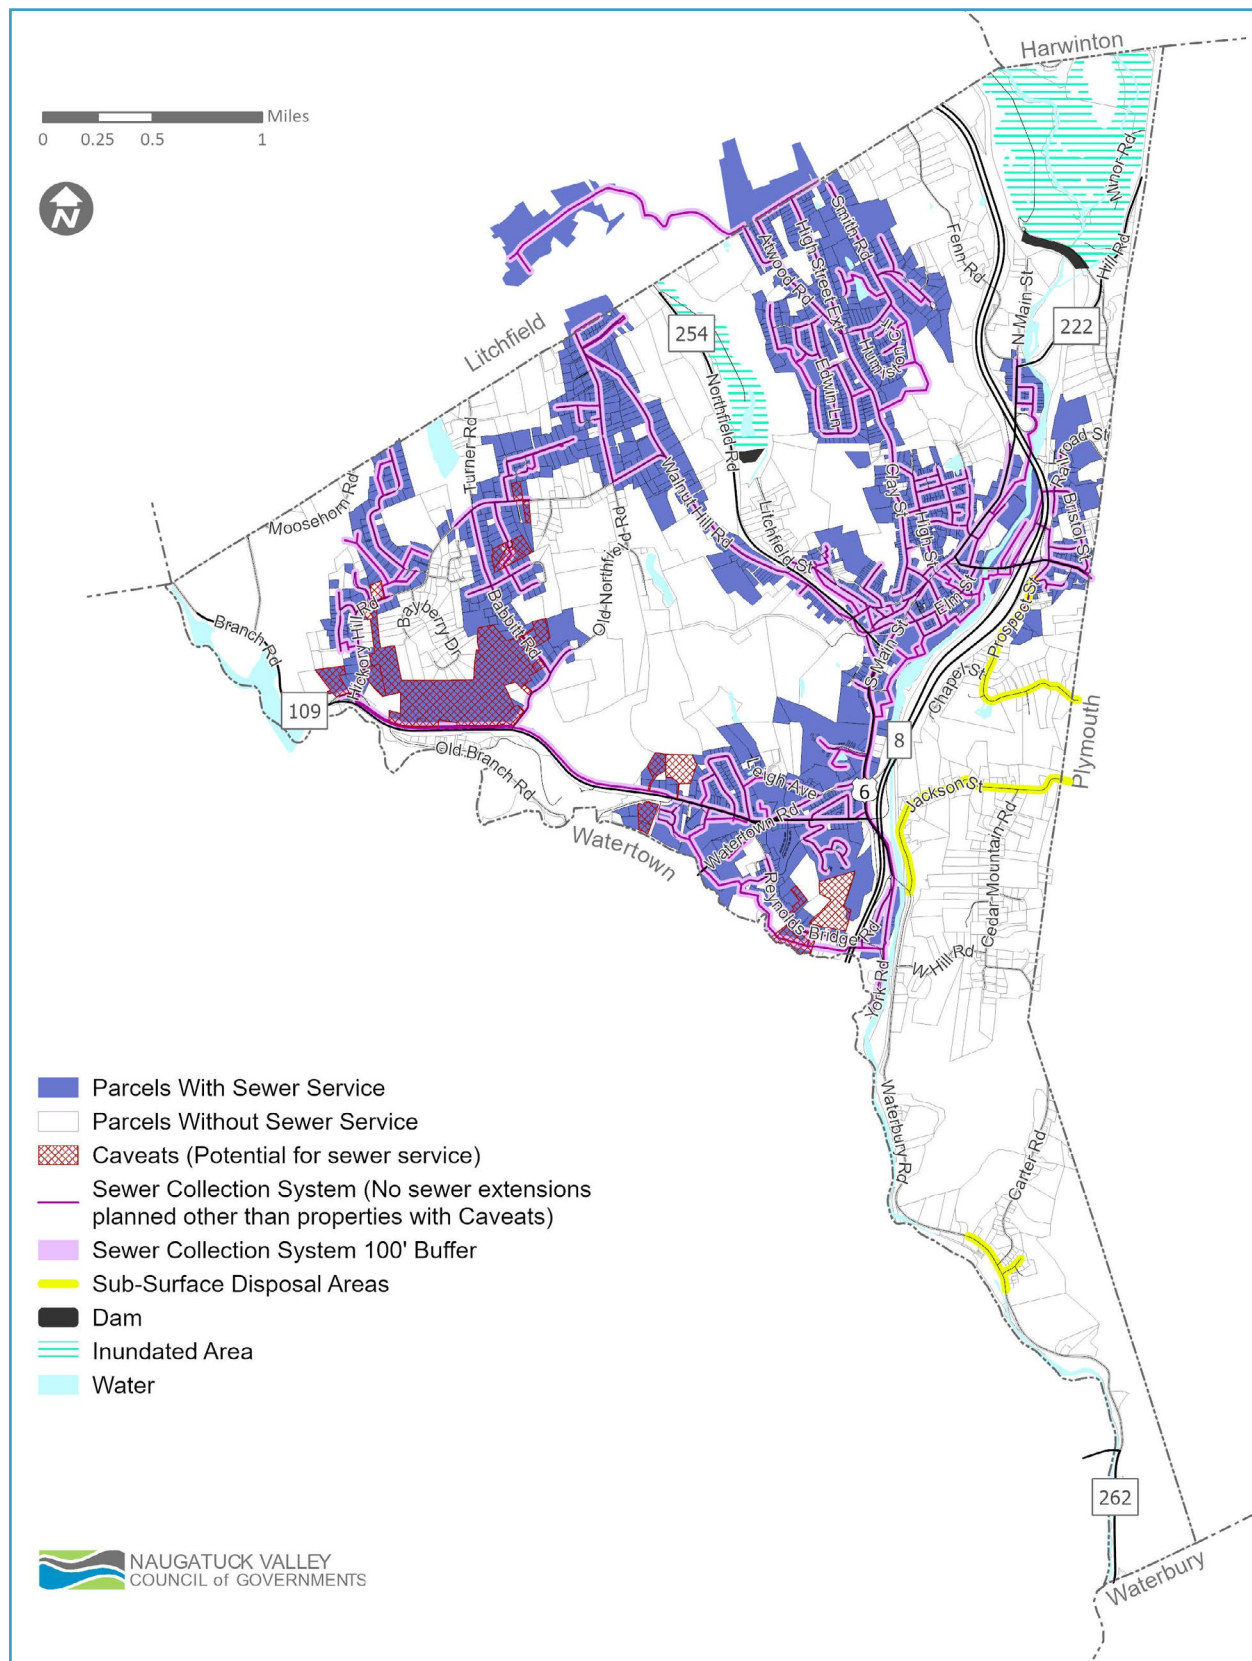 Harwinton
Miles
0 0.25 0.5 1
N
Minor Rd
Smith Rd
High Street Ext
Atwood Rd
Fenn Rd
Hill Rd
N Main St
222
254
Litchfield
Edwin Ln
Northfield Rd
Turner Rd
Railroad St
Walnut Hill Rd
Clay St
High St
Bristol St
Moosehorn Rd
Litchfield St
Old Northfield Rd
Elm St
Prospect St
Hickory Hill Rd
Bayberry Dr
Babbitt Rd
Branch Rd
S Main St
Chapel St
109
8
Plymouth
Old Branch Rd
Leigh Ave
6
Jackson St
Watertown Rd
Watertown
Cedar Mountain Rd
Reynolds Bridge Rd
W Hill Rd
York Rd
Parcels With Sewer Service
Parcels Without Sewer Service
Caveats (Potential for sewer service)
Sewer Collection System (No sewer extensions
planned other than properties with Caveats)
Sewer Collection System 100' Buffer
Sub-Surface Disposal Areas
Dam
Inundated Area
Water
Waterbury Rd
Carter Rd
262
NAUGATUCK VALLEY
COUNCIL of GOVERNMENTS
Waterbury